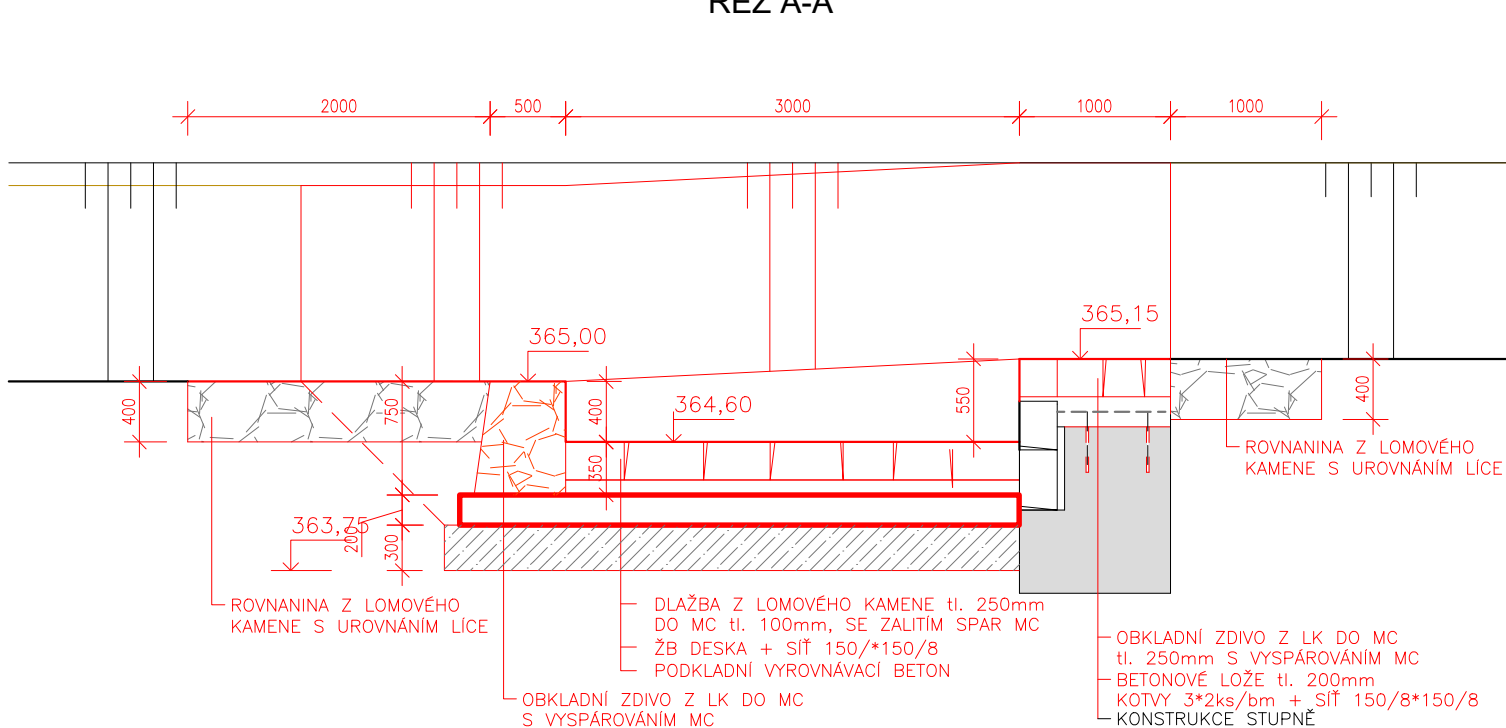 ŘEZ A-A
2000
500
3000
1000
1000
365,15
365,00
364,60
363,75
400
750
400
350
550
400
200
300
ROVNANINA Z LOMOVÉHO
KAMENE S UROVNÁNÍM LÍCE
ROVNANINA Z LOMOVÉHO
KAMENE S UROVNÁNÍM LÍCE
DLAŽBA Z LOMOVÉHO KAMENE tl. 250mm
DO MC tl. 100mm, SE ZALITÍM SPAR MC
ŽB DESKA + SÍŤ 150/*150/8
PODKLADNÍ VYROVNÁVACÍ BETON
OBKLADNÍ ZDIVO Z LK DO MC
S VYSPÁROVÁNÍM MC
OBKLADNÍ ZDIVO Z LK DO MC
tl. 250mm S VYSPÁROVÁNÍM MC
BETONOVÉ LOŽE tl. 200mm
KOTVY 3*2ks/bm + SÍŤ 150/8*150/8
KONSTRUKCE STUPNĚ